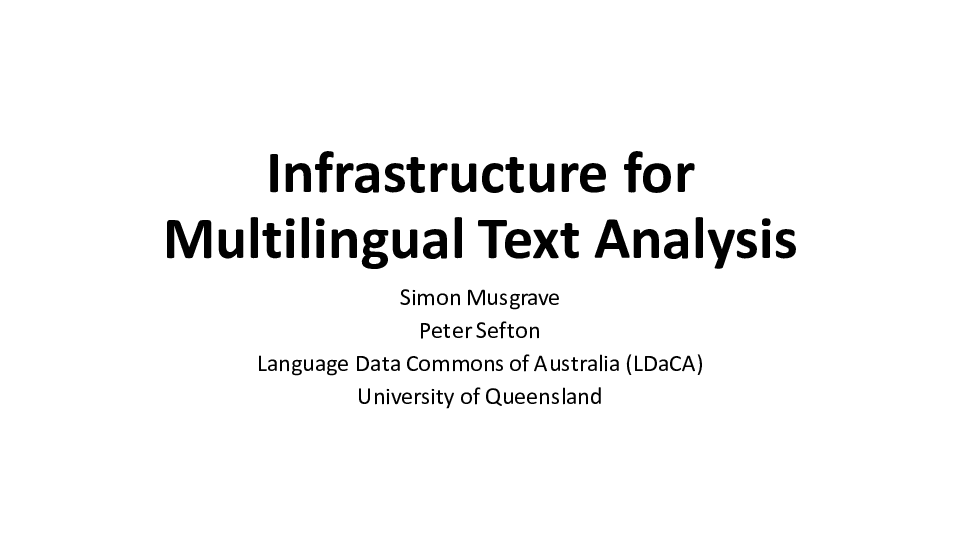 Infrastructure for
Multilingual Text Analysis
Simon Musgrave
Peter Sefton
Language Data Commons of Australia (LDaCA)
University of Queensland